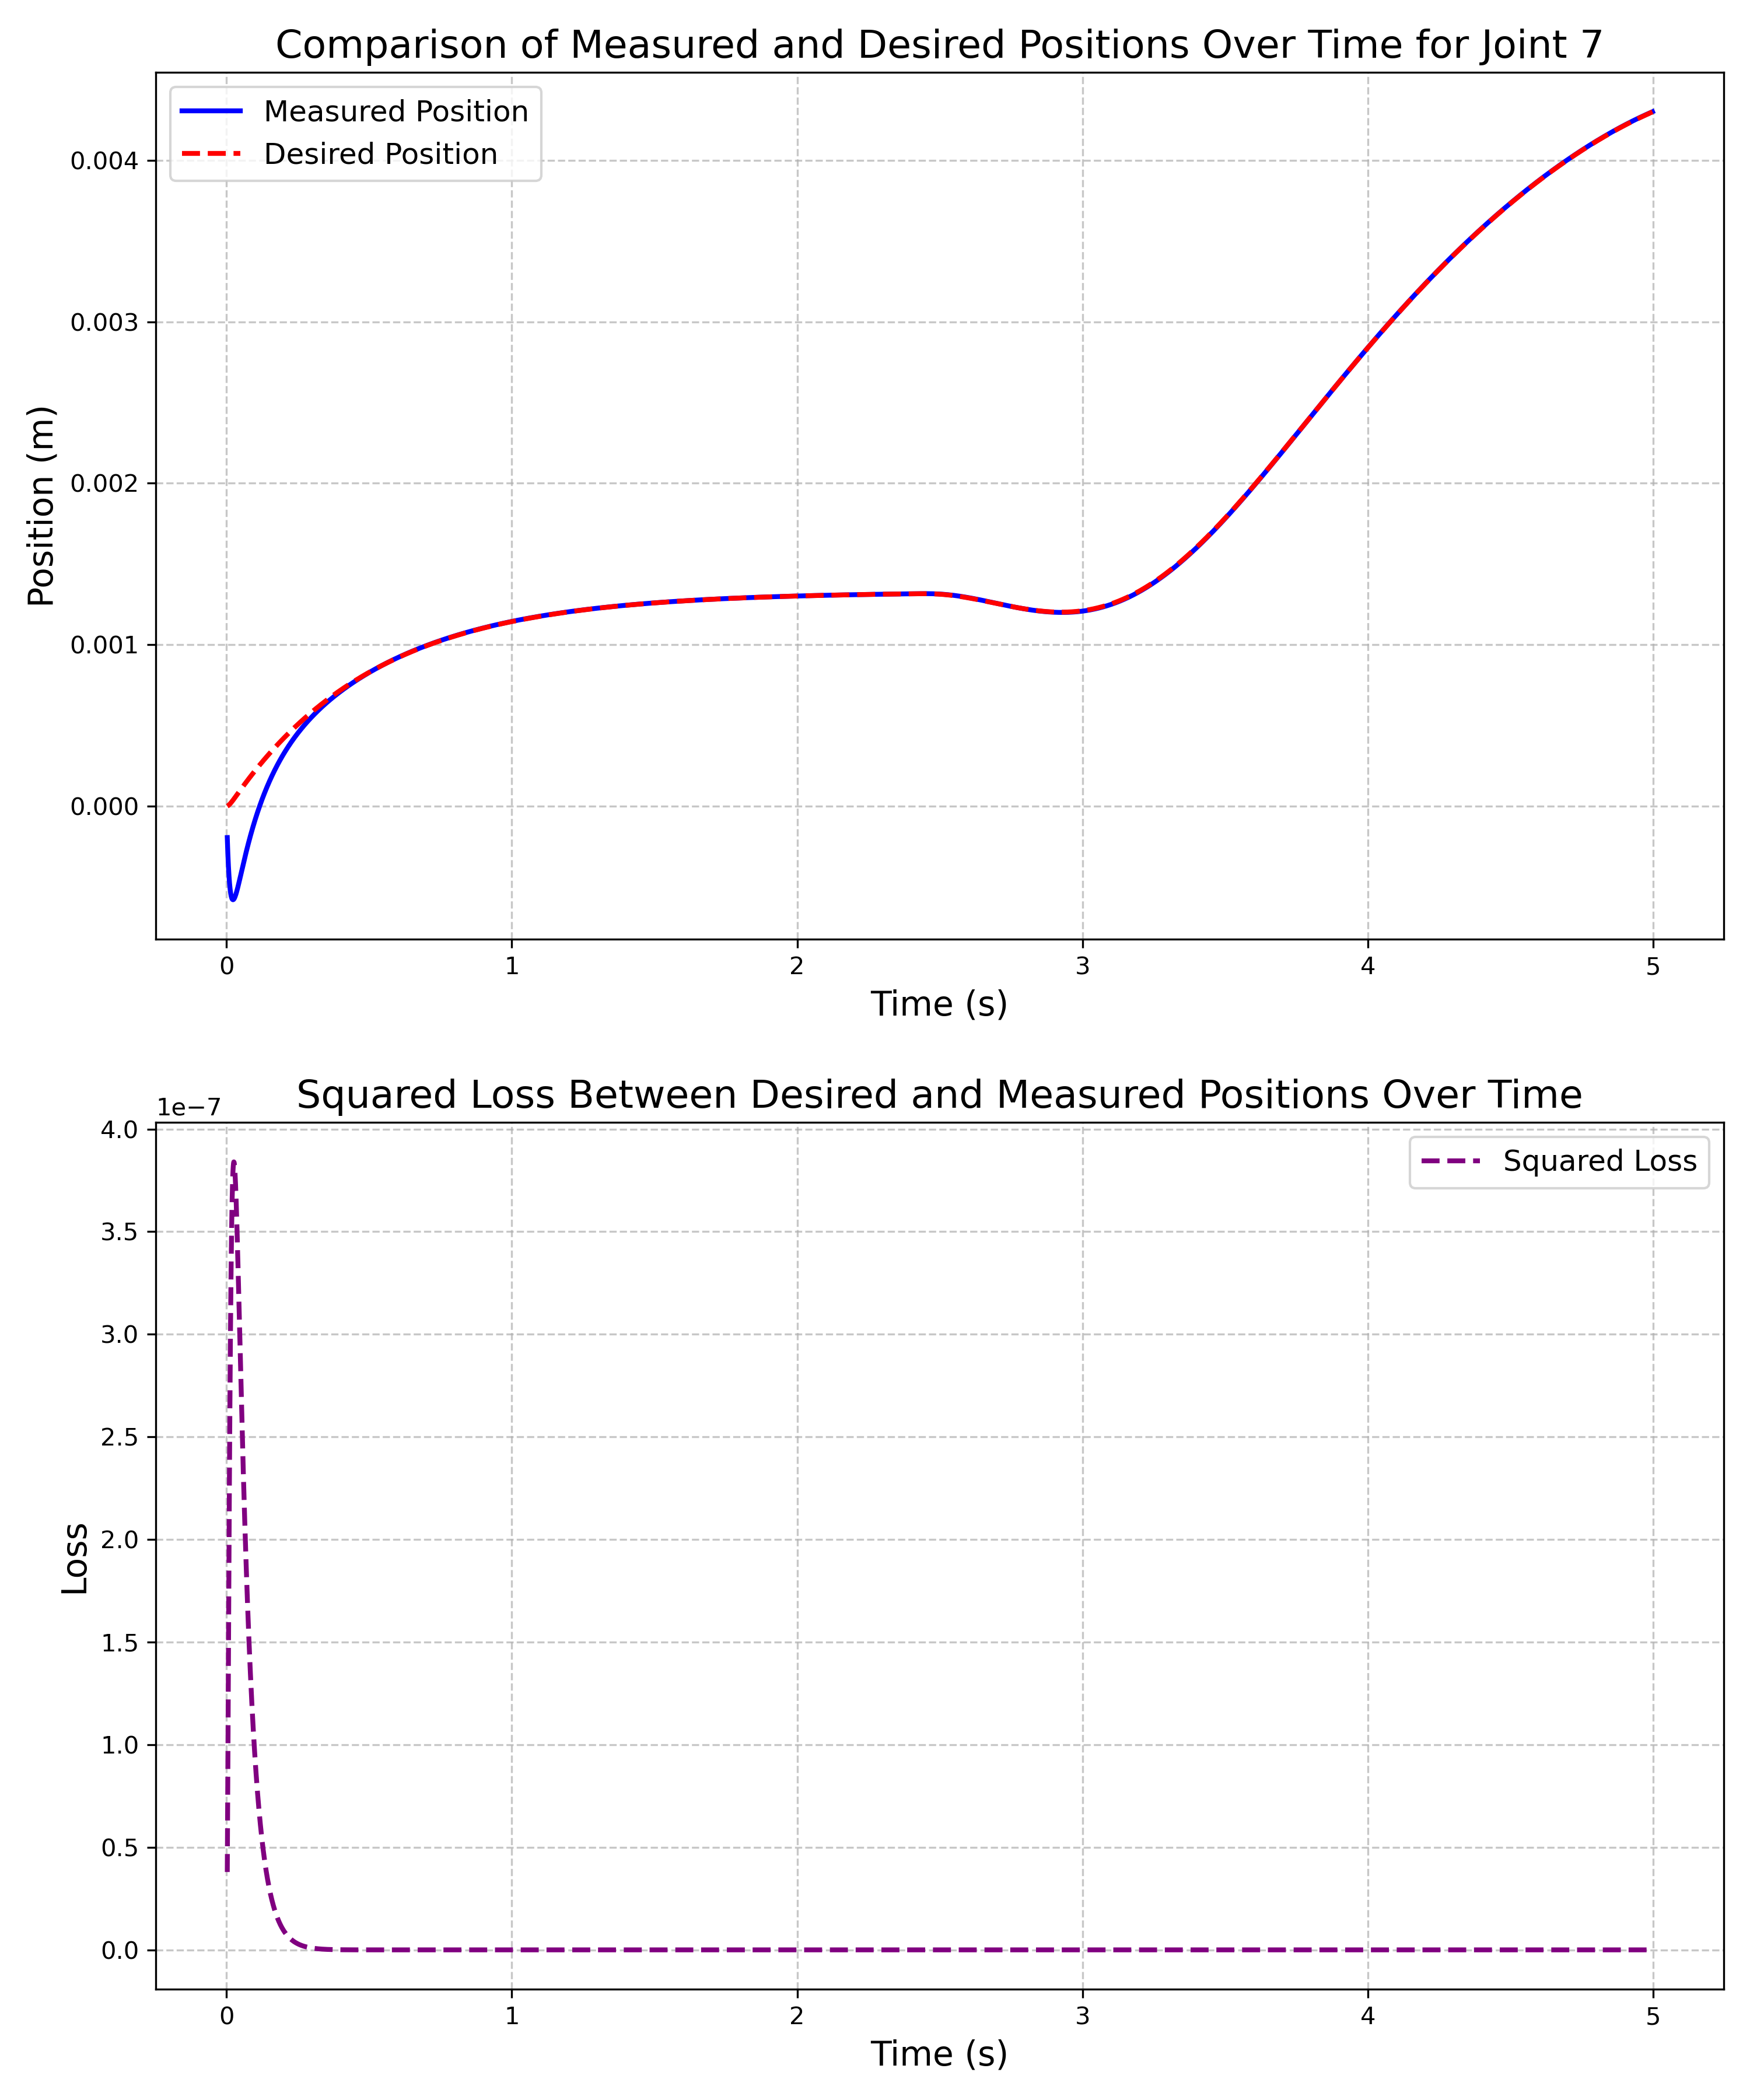 Comparison of Measured and Desired Positions Over Time for Joint 7
Measured Position
Desired Position
0.004
0.003
0.002
0.001
0.000
Position (m)
0 1 2 3 4 5
Time (s)
Squared Loss Between Desired and Measured Positions Over Time
1e−7
Squared Loss
4.0
3.5
3.0
2.5
2.0
1.5
1.0
0.5
0.0
Loss
0 1 2 3 4 5
Time (s)